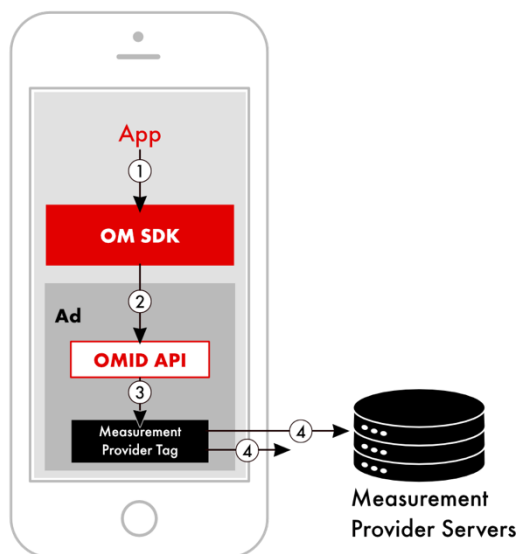 App
1
OM SDK
2
Ad
OMID API
3
Measurement
Provider Tag
4
4
Measurement
Provider Servers